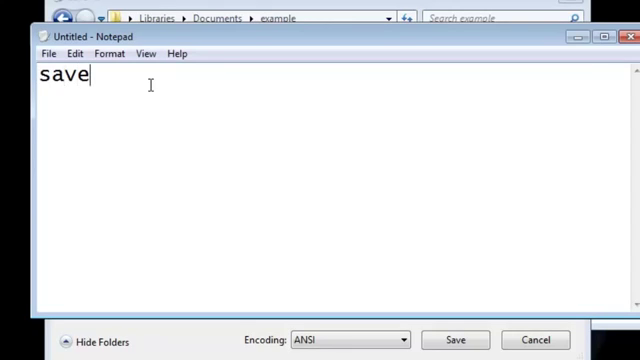 Libraries Documents example
Search example
Untitled - Notepad
File Edit Format View Help
save
Hide Folders
Encoding: ANSI
Save
Cancel